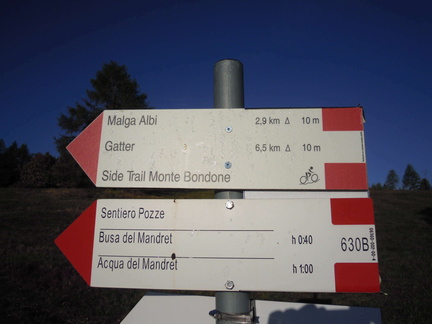 Malga Albi 2,9 km Δ 10 m
Gatter 6,5 km Δ 10 m
Side Trail Monte Bondone
Sentiero Pozze
Busa del Mandret h 0:40 630B
Acqua del Mandret h 1:00